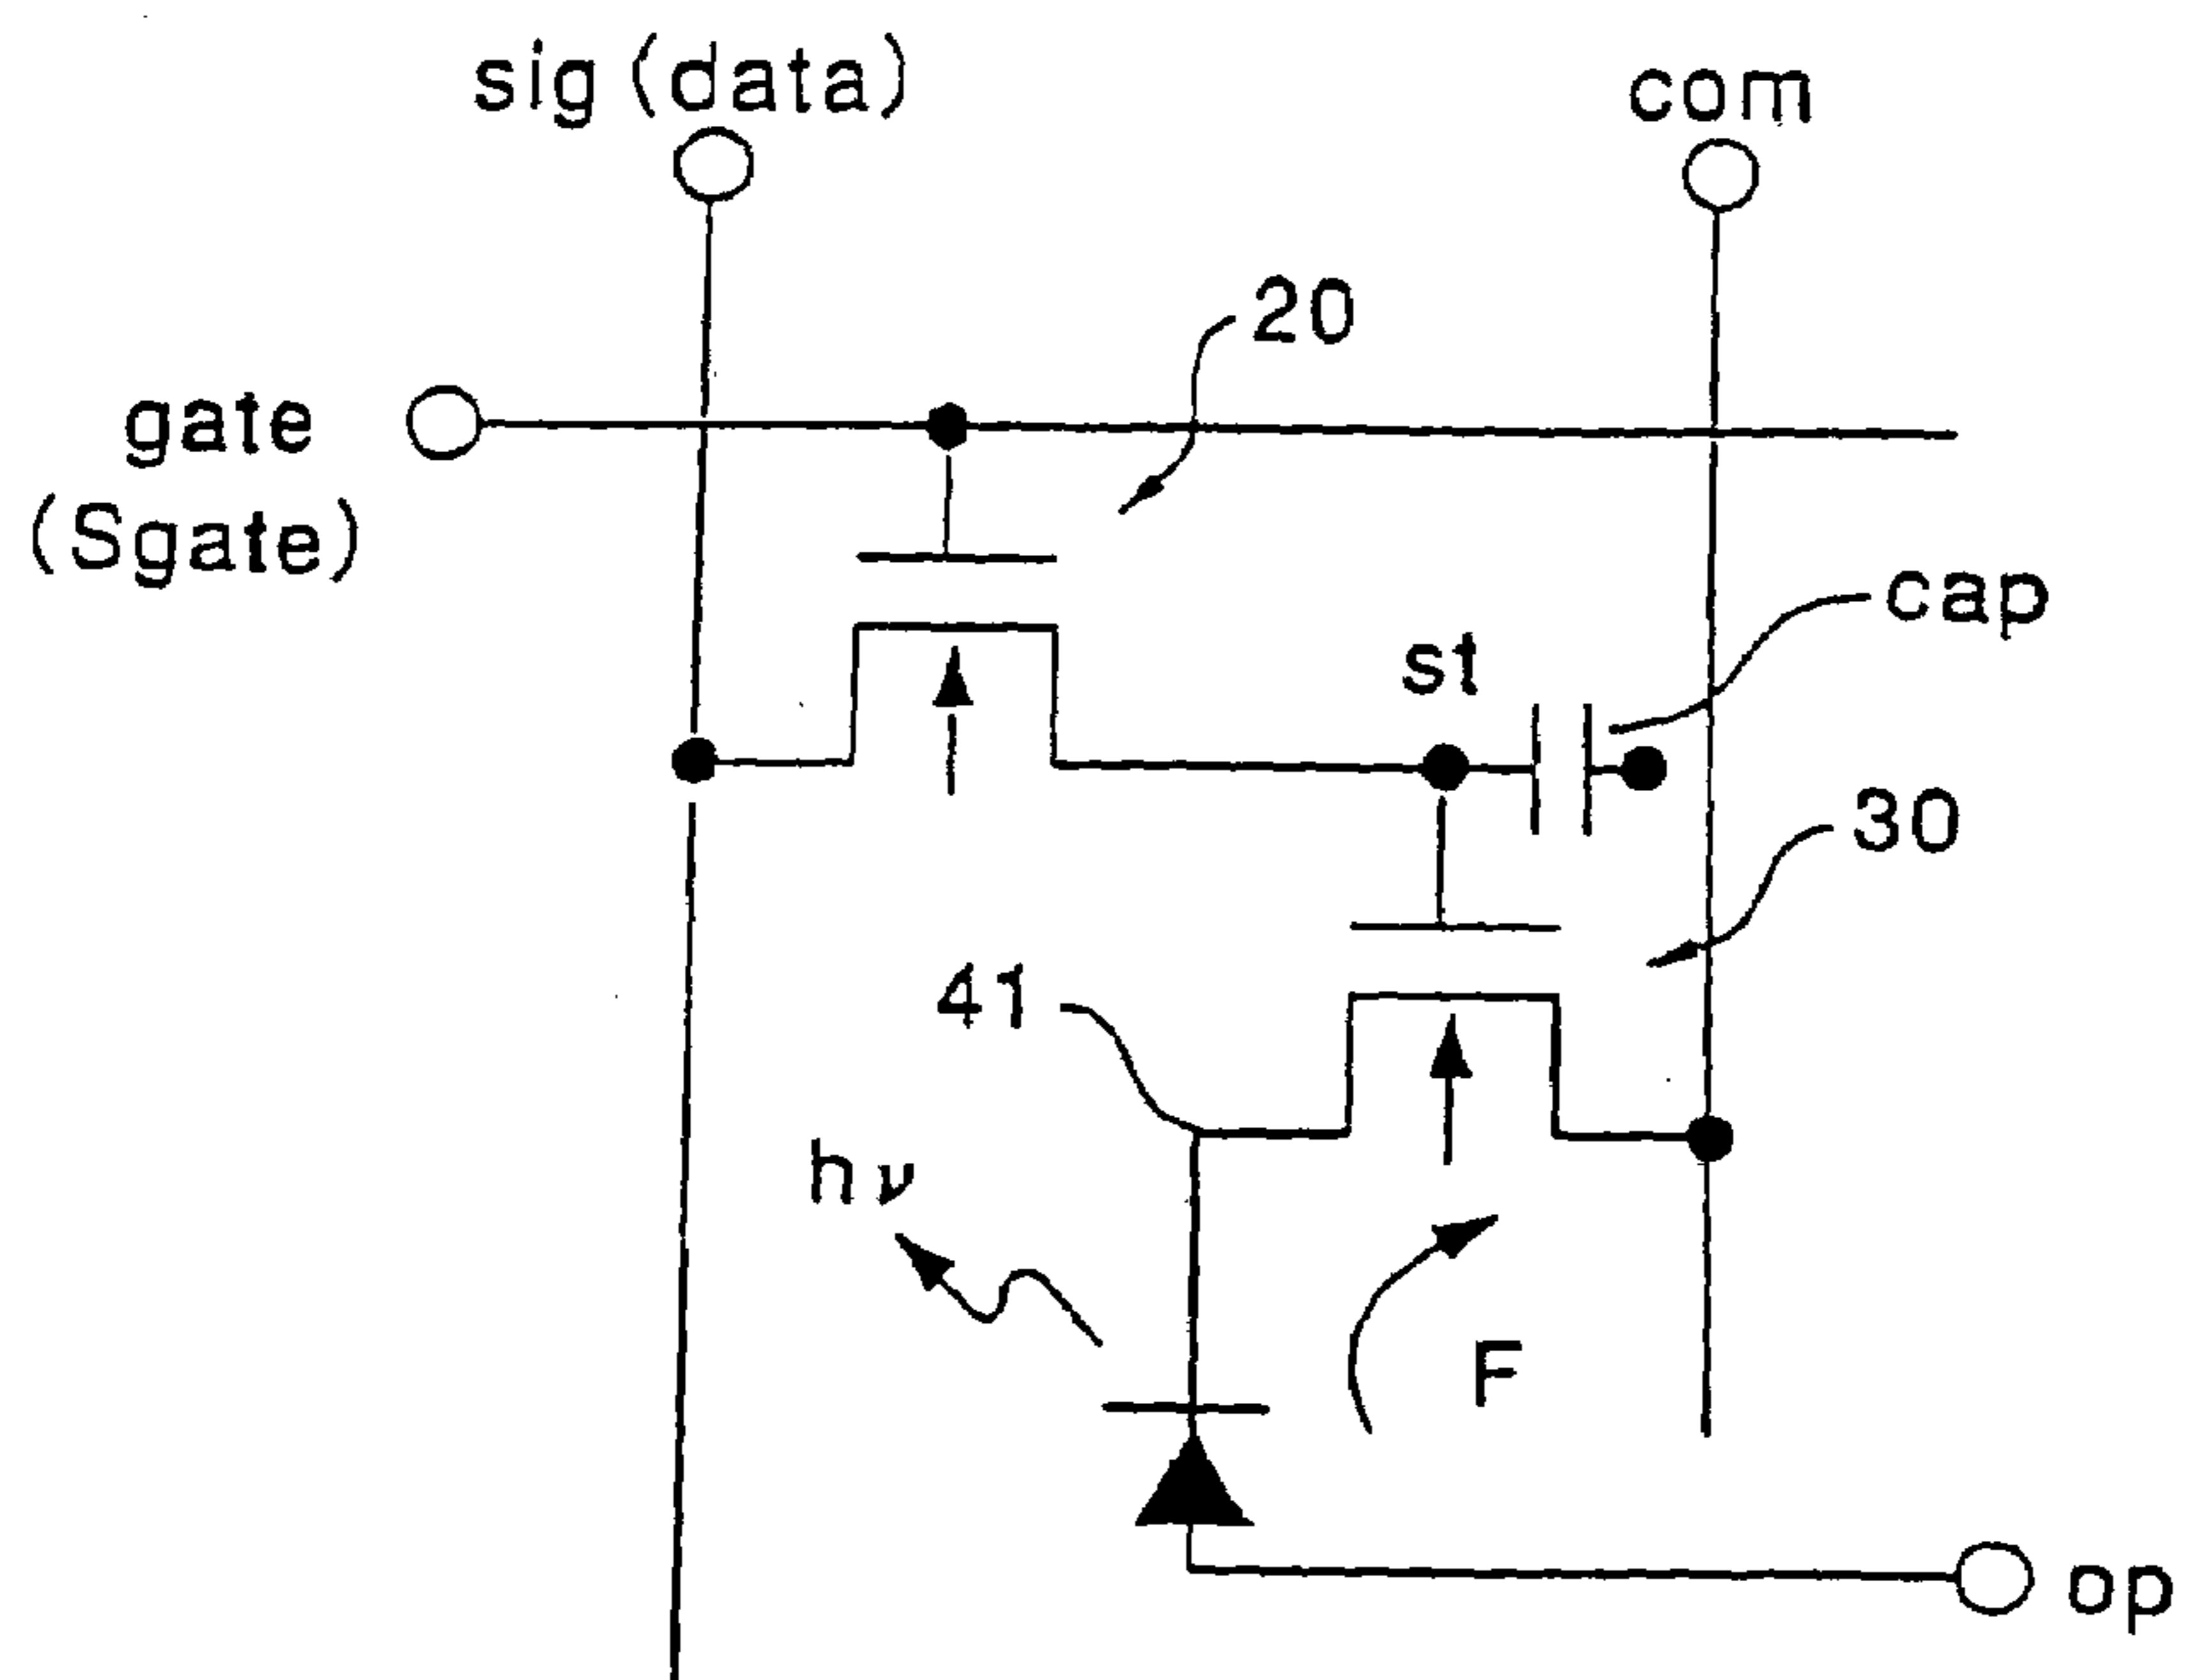 sig (data)
com
20
gate
(Sgate)
cap
st
30
41
hν
F
op